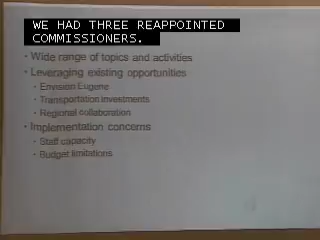 WE HAD THREE REAPPOINTED
COMMISSIONERS.
• Wide range of topics and activities
• Leveraging existing opportunities
• Envision Eugene
• Transportation investments
• Regional collaboration
• Implementation concerns
• Staff capacity
• Budget limitations